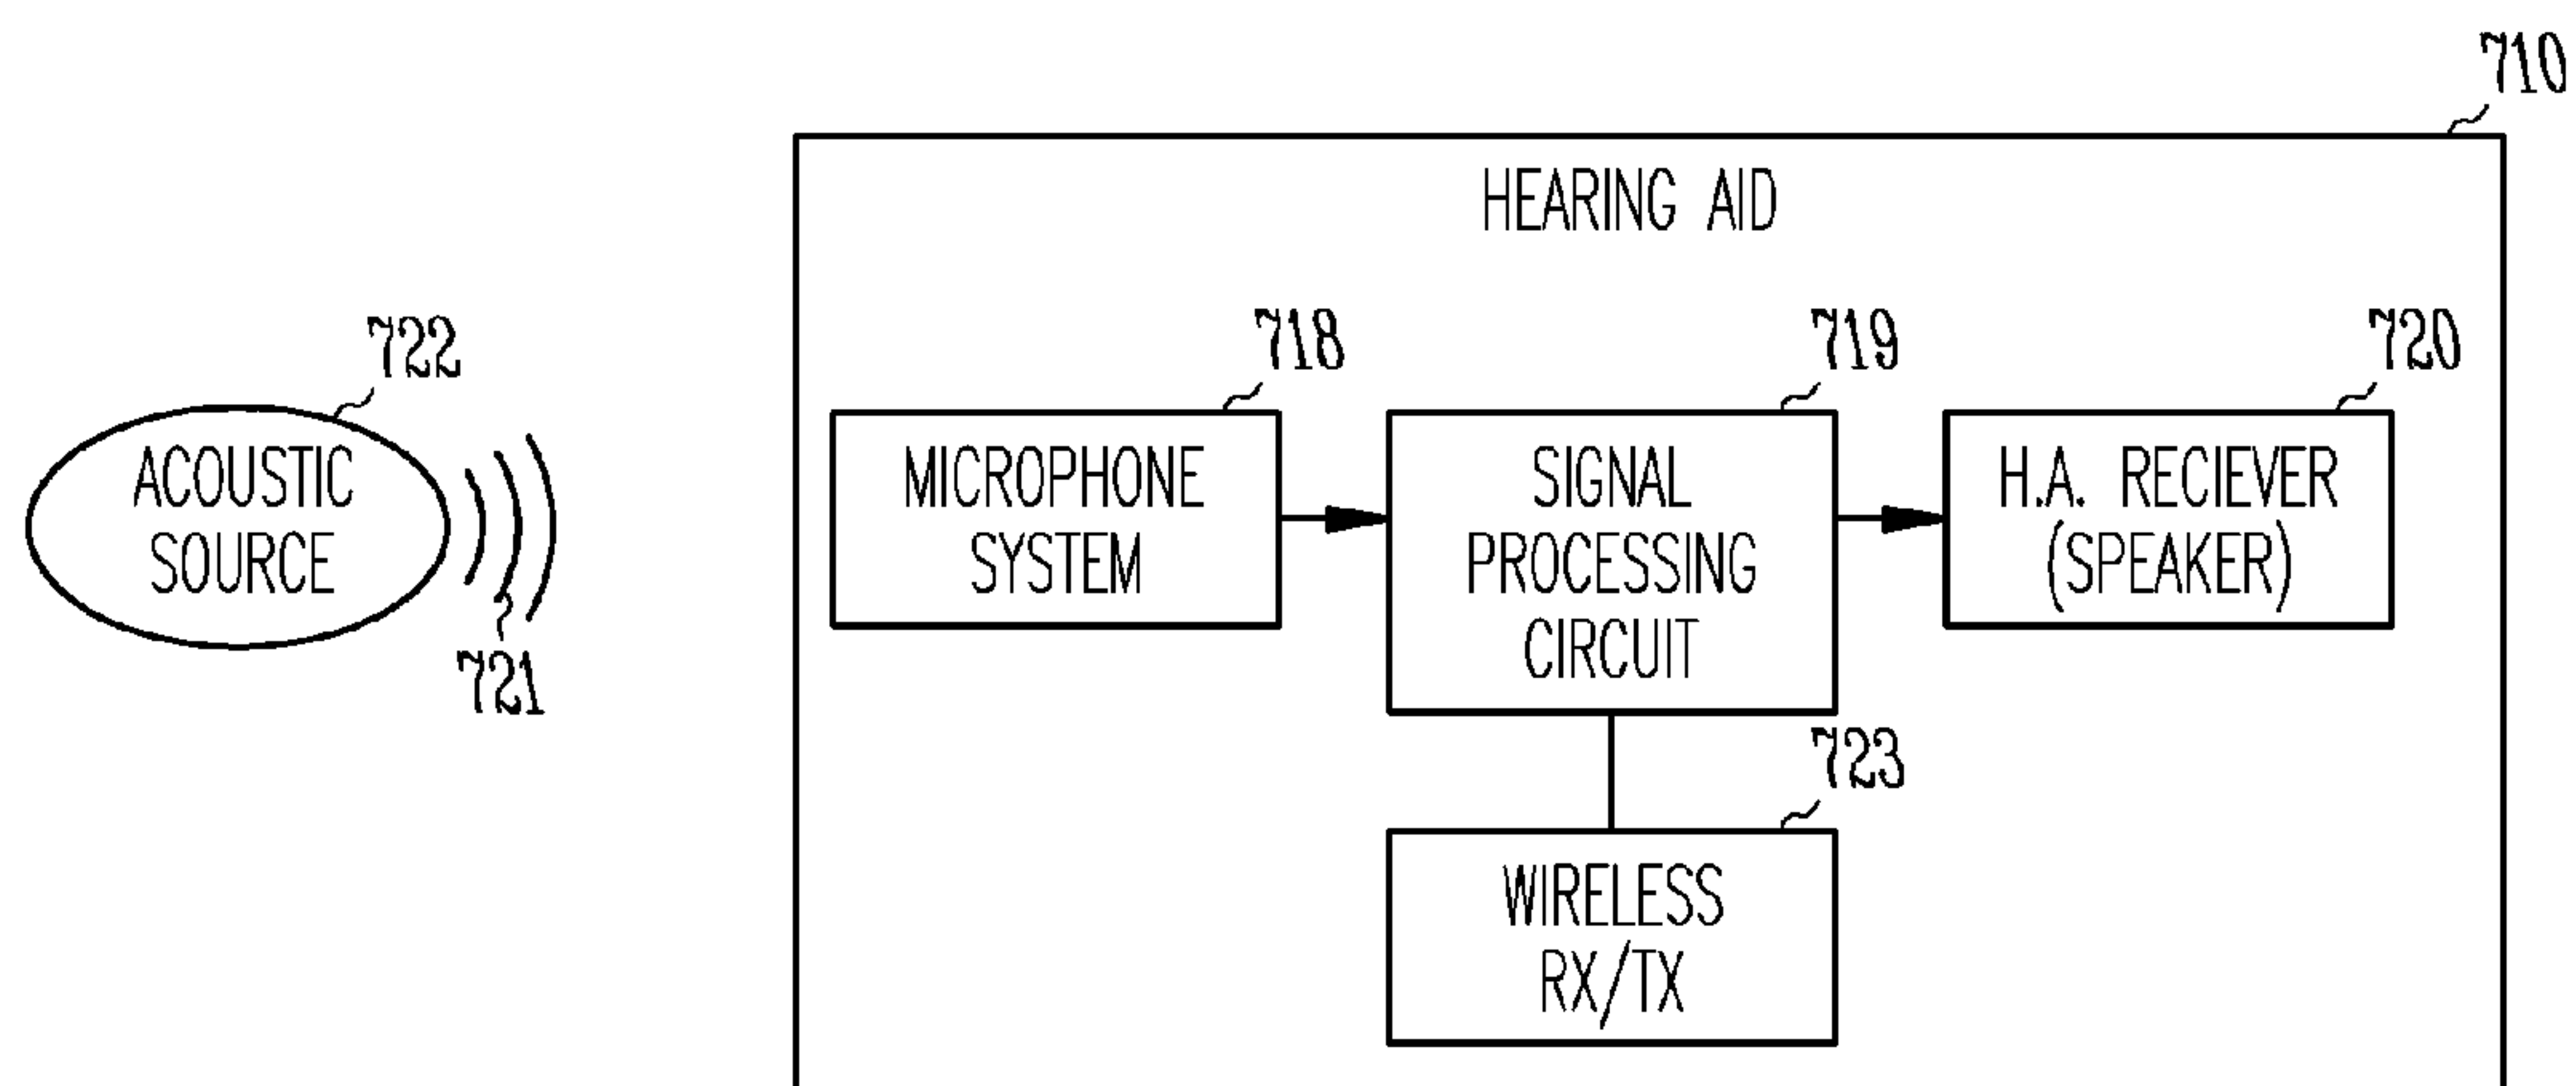 710
HEARING AID
722
718
719
720
ACOUSTIC
SOURCE
MICROPHONE
SYSTEM
SIGNAL
PROCESSING
CIRCUIT
H.A. RECIEVER
(SPEAKER)
721
723
WIRELESS
RX/TX